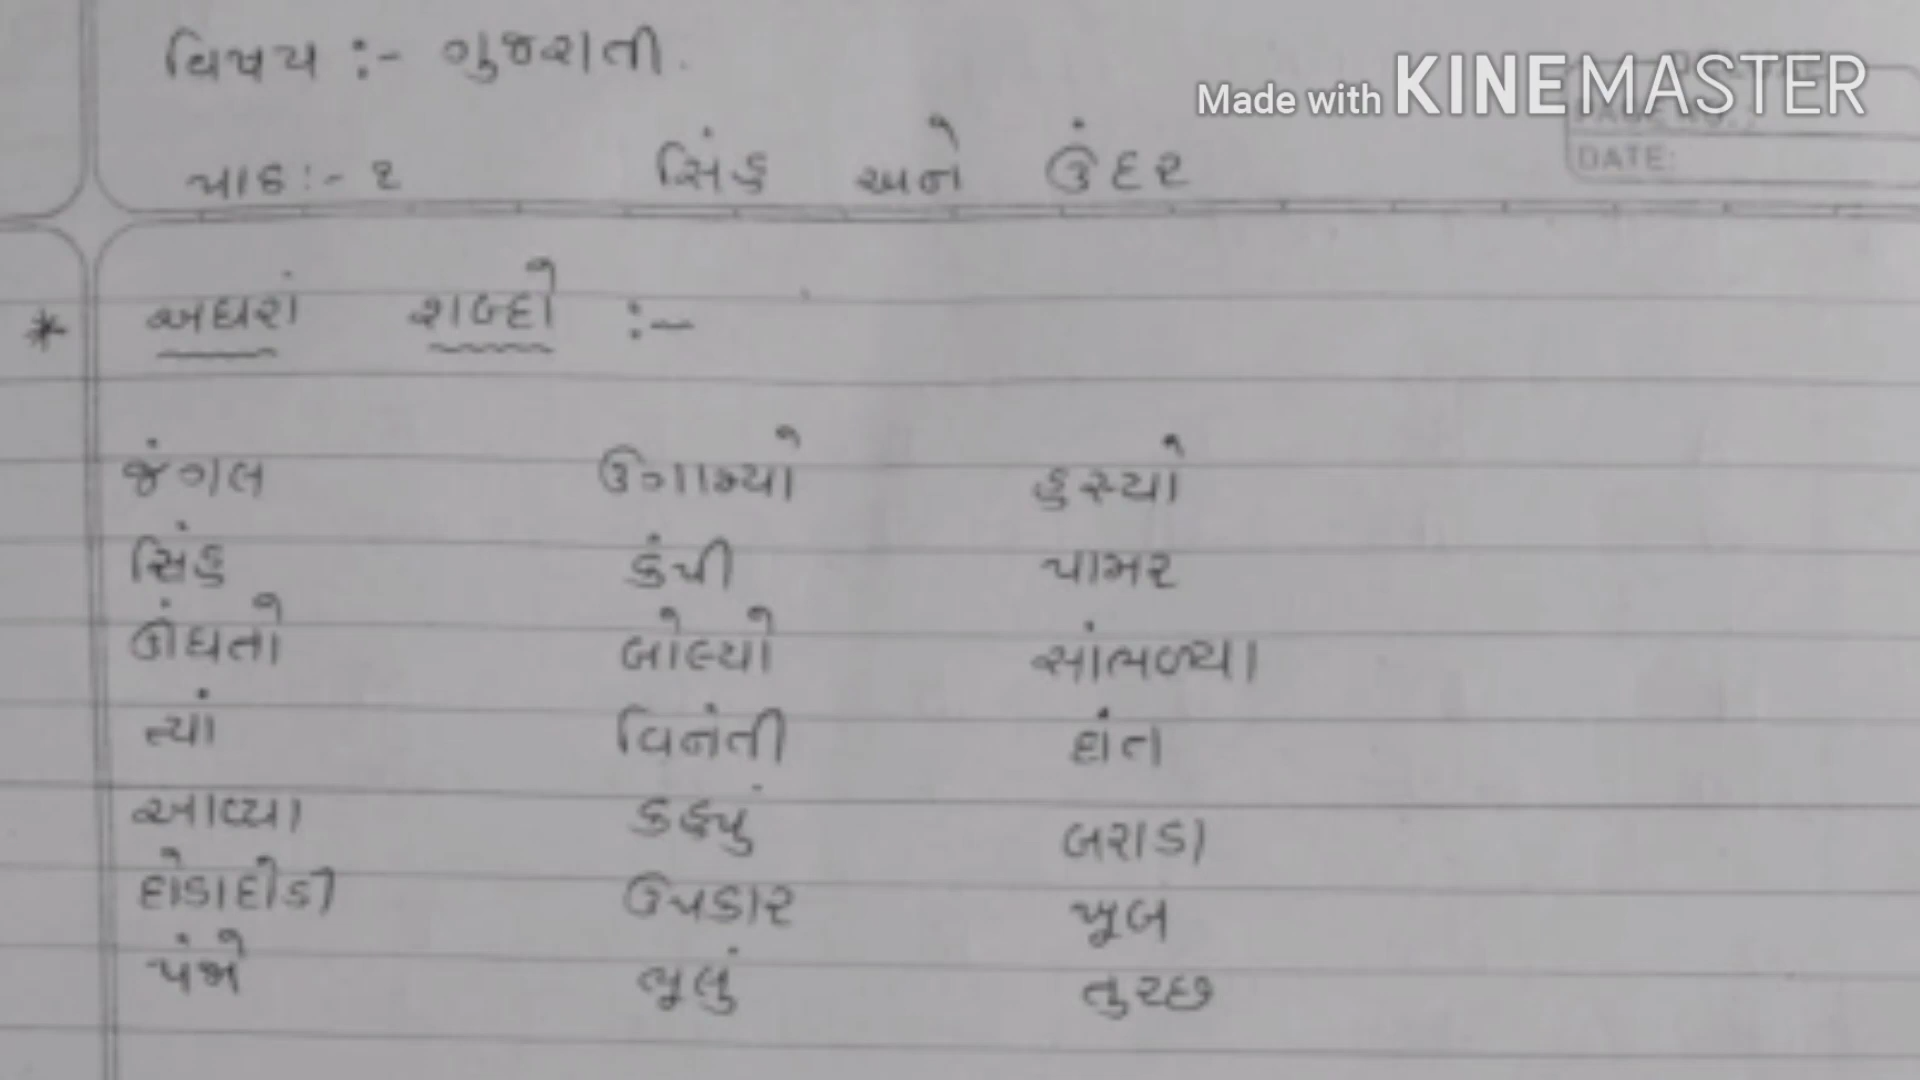 વિષય :- ગુજરાતી.
Made with KINEMASTER
પાઠ :- ૨ સિંહ અને ઉંદર
DATE:
* અઘરાં શબ્દો :-
જંગલ ઉગામ્યો હસ્યો
સિંહ કંપી પામર
ઊંઘતો બોલ્યો સાંભળ્યા
ત્યાં વિનંતી દાંત
આવ્યા કહ્યું બરાડા
દોડાદોડી ઉપકાર ખૂબ
પંજો ભૂલું તુચ્છ